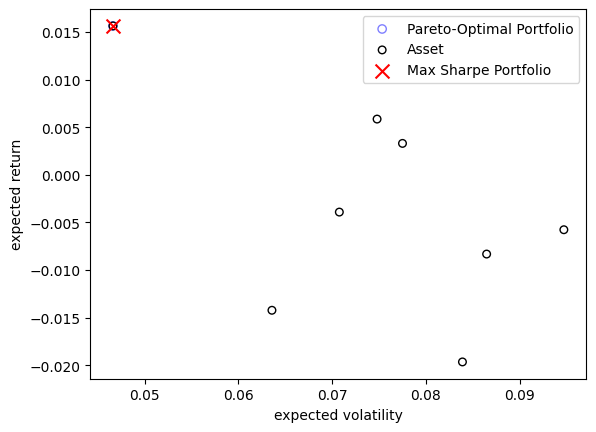 Pareto-Optimal Portfolio
Asset
Max Sharpe Portfolio
0.015
0.010
0.005
0.000
−0.005
−0.010
−0.015
−0.020
expected return
0.05
0.06
0.07
0.08
0.09
expected volatility